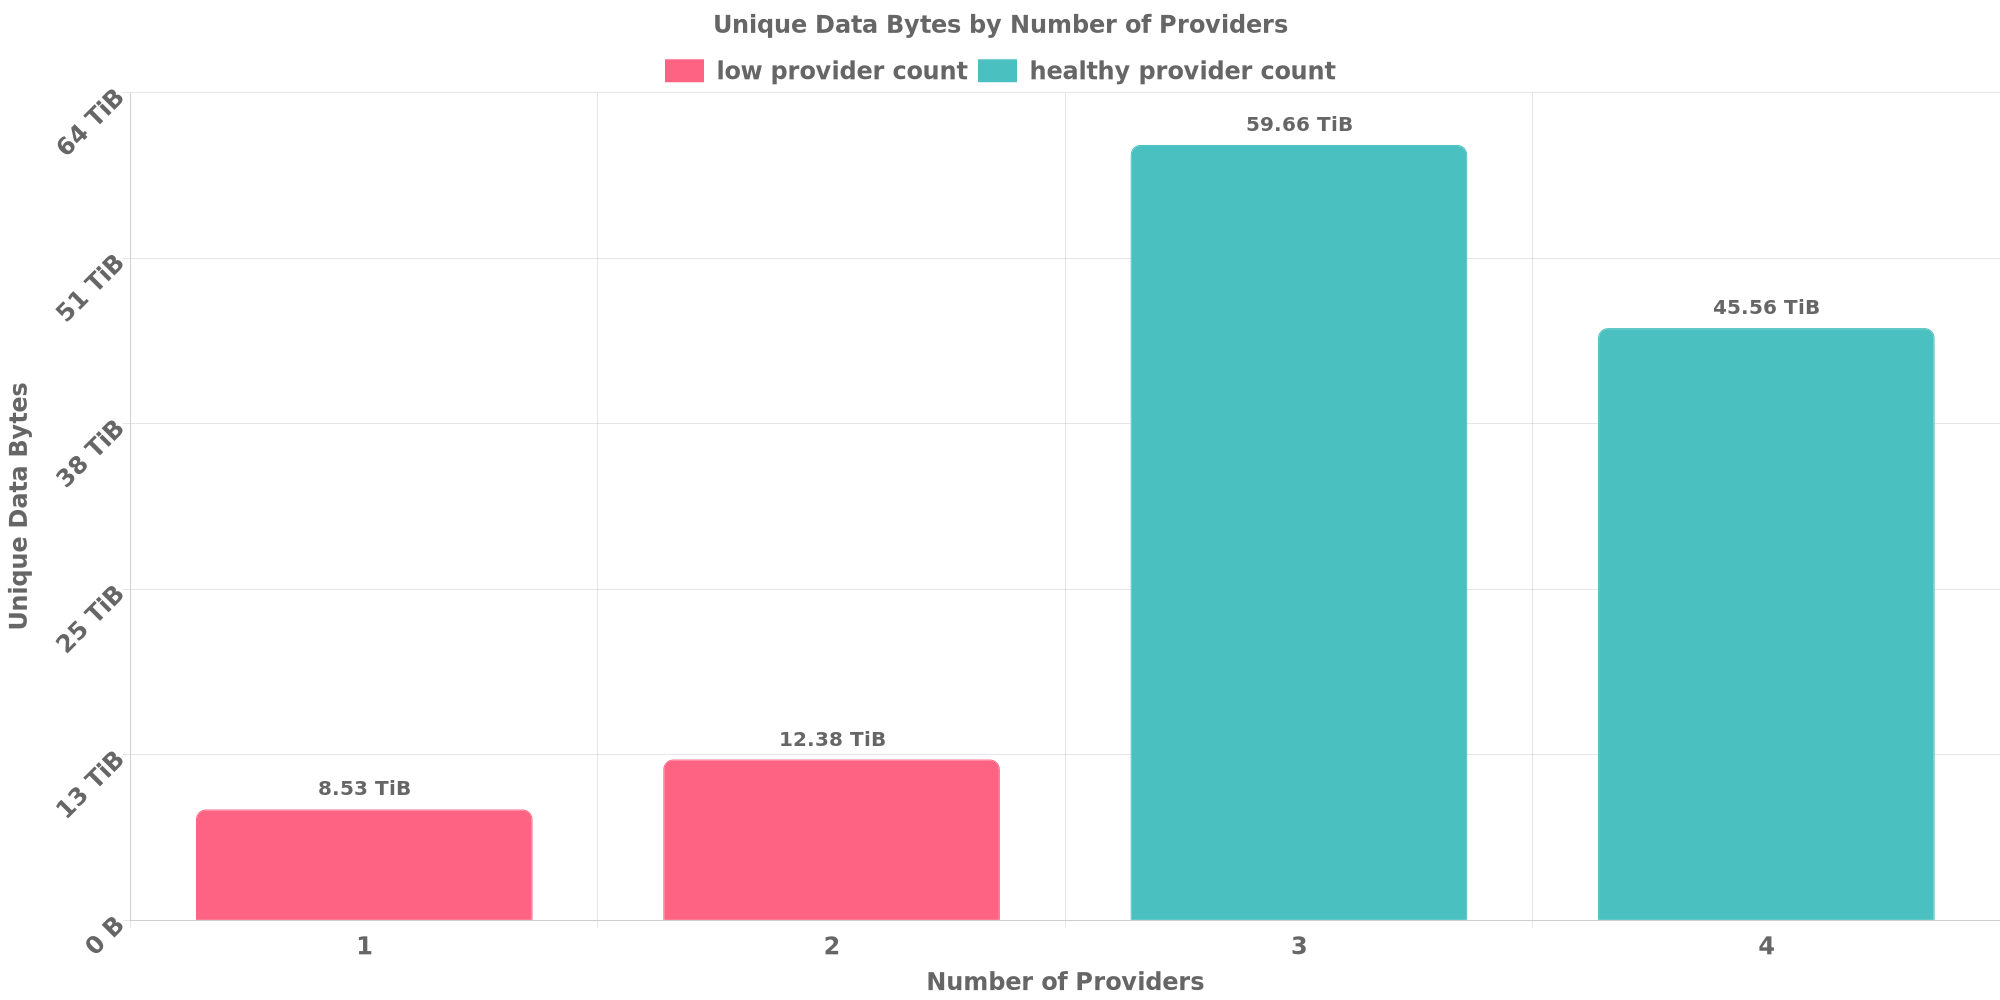 Unique Data Bytes by Number of Providers
low provider count healthy provider count
64 TiB
51 TiB
38 TiB
25 TiB
13 TiB
0 B
Unique Data Bytes
8.53 TiB
12.38 TiB
59.66 TiB
45.56 TiB
1 2 3 4
Number of Providers